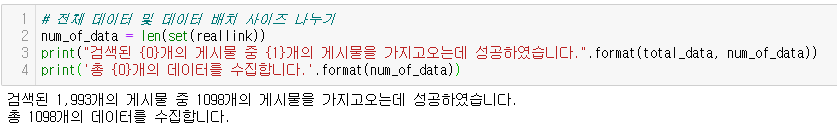 1 # 전체 데이터 및 데이터 배치 사이즈 나누기
2 num_of_data = len(set(reallink))
3 print("검색된 {0}개의 게시물 중 {1}개의 게시물을 가지고오는데 성공하였습니다.".format(total_data, num_of_data))
4 print('총 {0}개의 데이터를 수집합니다.'.format(num_of_data))
검색된 1,993개의 게시물 중 1098개의 게시물을 가지고오는데 성공하였습니다.
총 1098개의 데이터를 수집합니다.